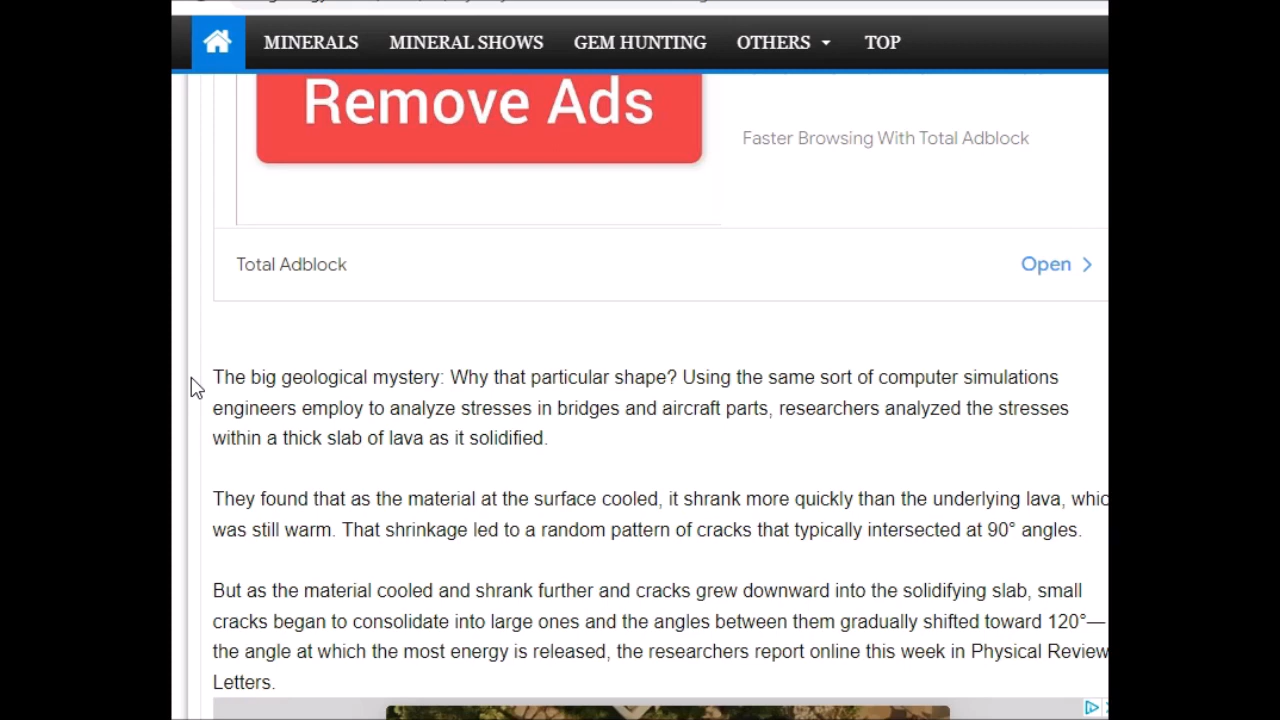 MINERALS MINERAL SHOWS GEM HUNTING OTHERS TOP
Remove Ads
Faster Browsing With Total Adblock
Total Adblock Open
The big geological mystery: Why that particular shape? Using the same sort of computer simulations
engineers employ to analyze stresses in bridges and aircraft parts, researchers analyzed the stresses
within a thick slab of lava as it solidified.
They found that as the material at the surface cooled, it shrank more quickly than the underlying lava, whic
was still warm. That shrinkage led to a random pattern of cracks that typically intersected at 90° angles.
But as the material cooled and shrank further and cracks grew downward into the solidifying slab, small
cracks began to consolidate into large ones and the angles between them gradually shifted toward 120°—
the angle at which the most energy is released, the researchers report online this week in Physical Review
Letters.